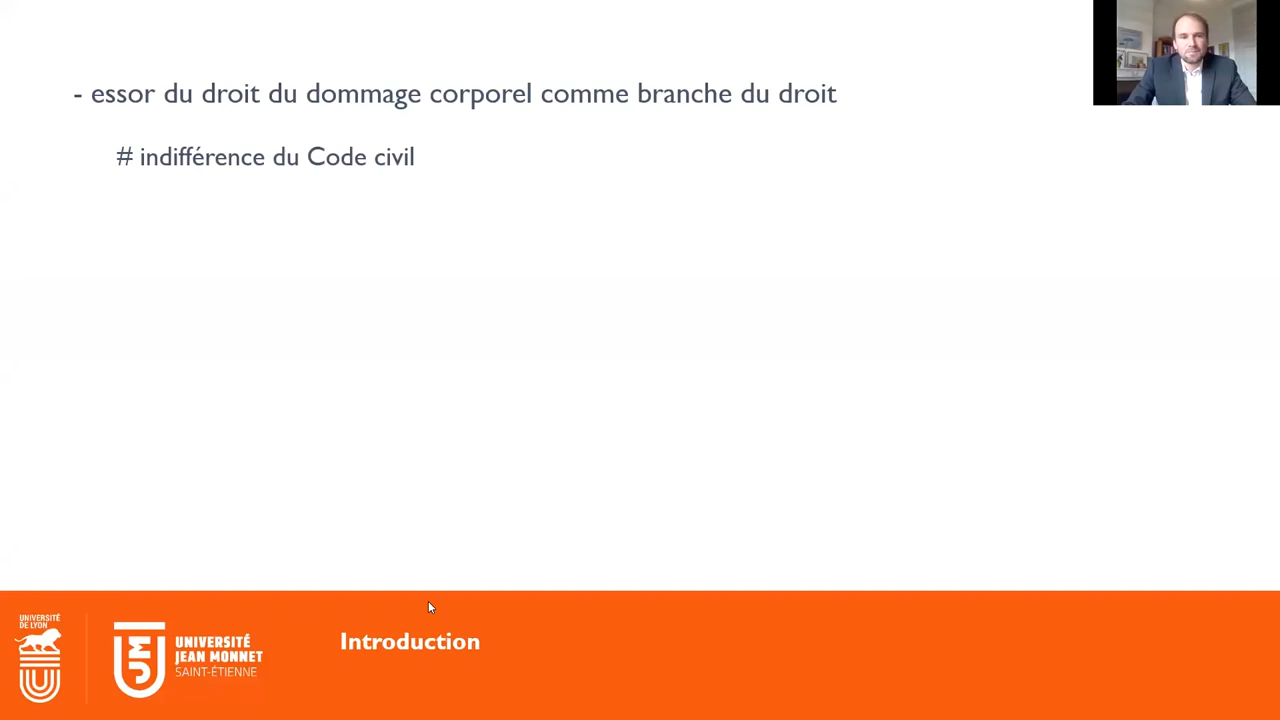 - essor du droit du dommage corporel comme branche du droit
# indifférence du Code civil
UNIVERSITÉ
DE LYON
UNIVERSITÉ
JEAN MONNET
SAINT-ÉTIENNE
Introduction